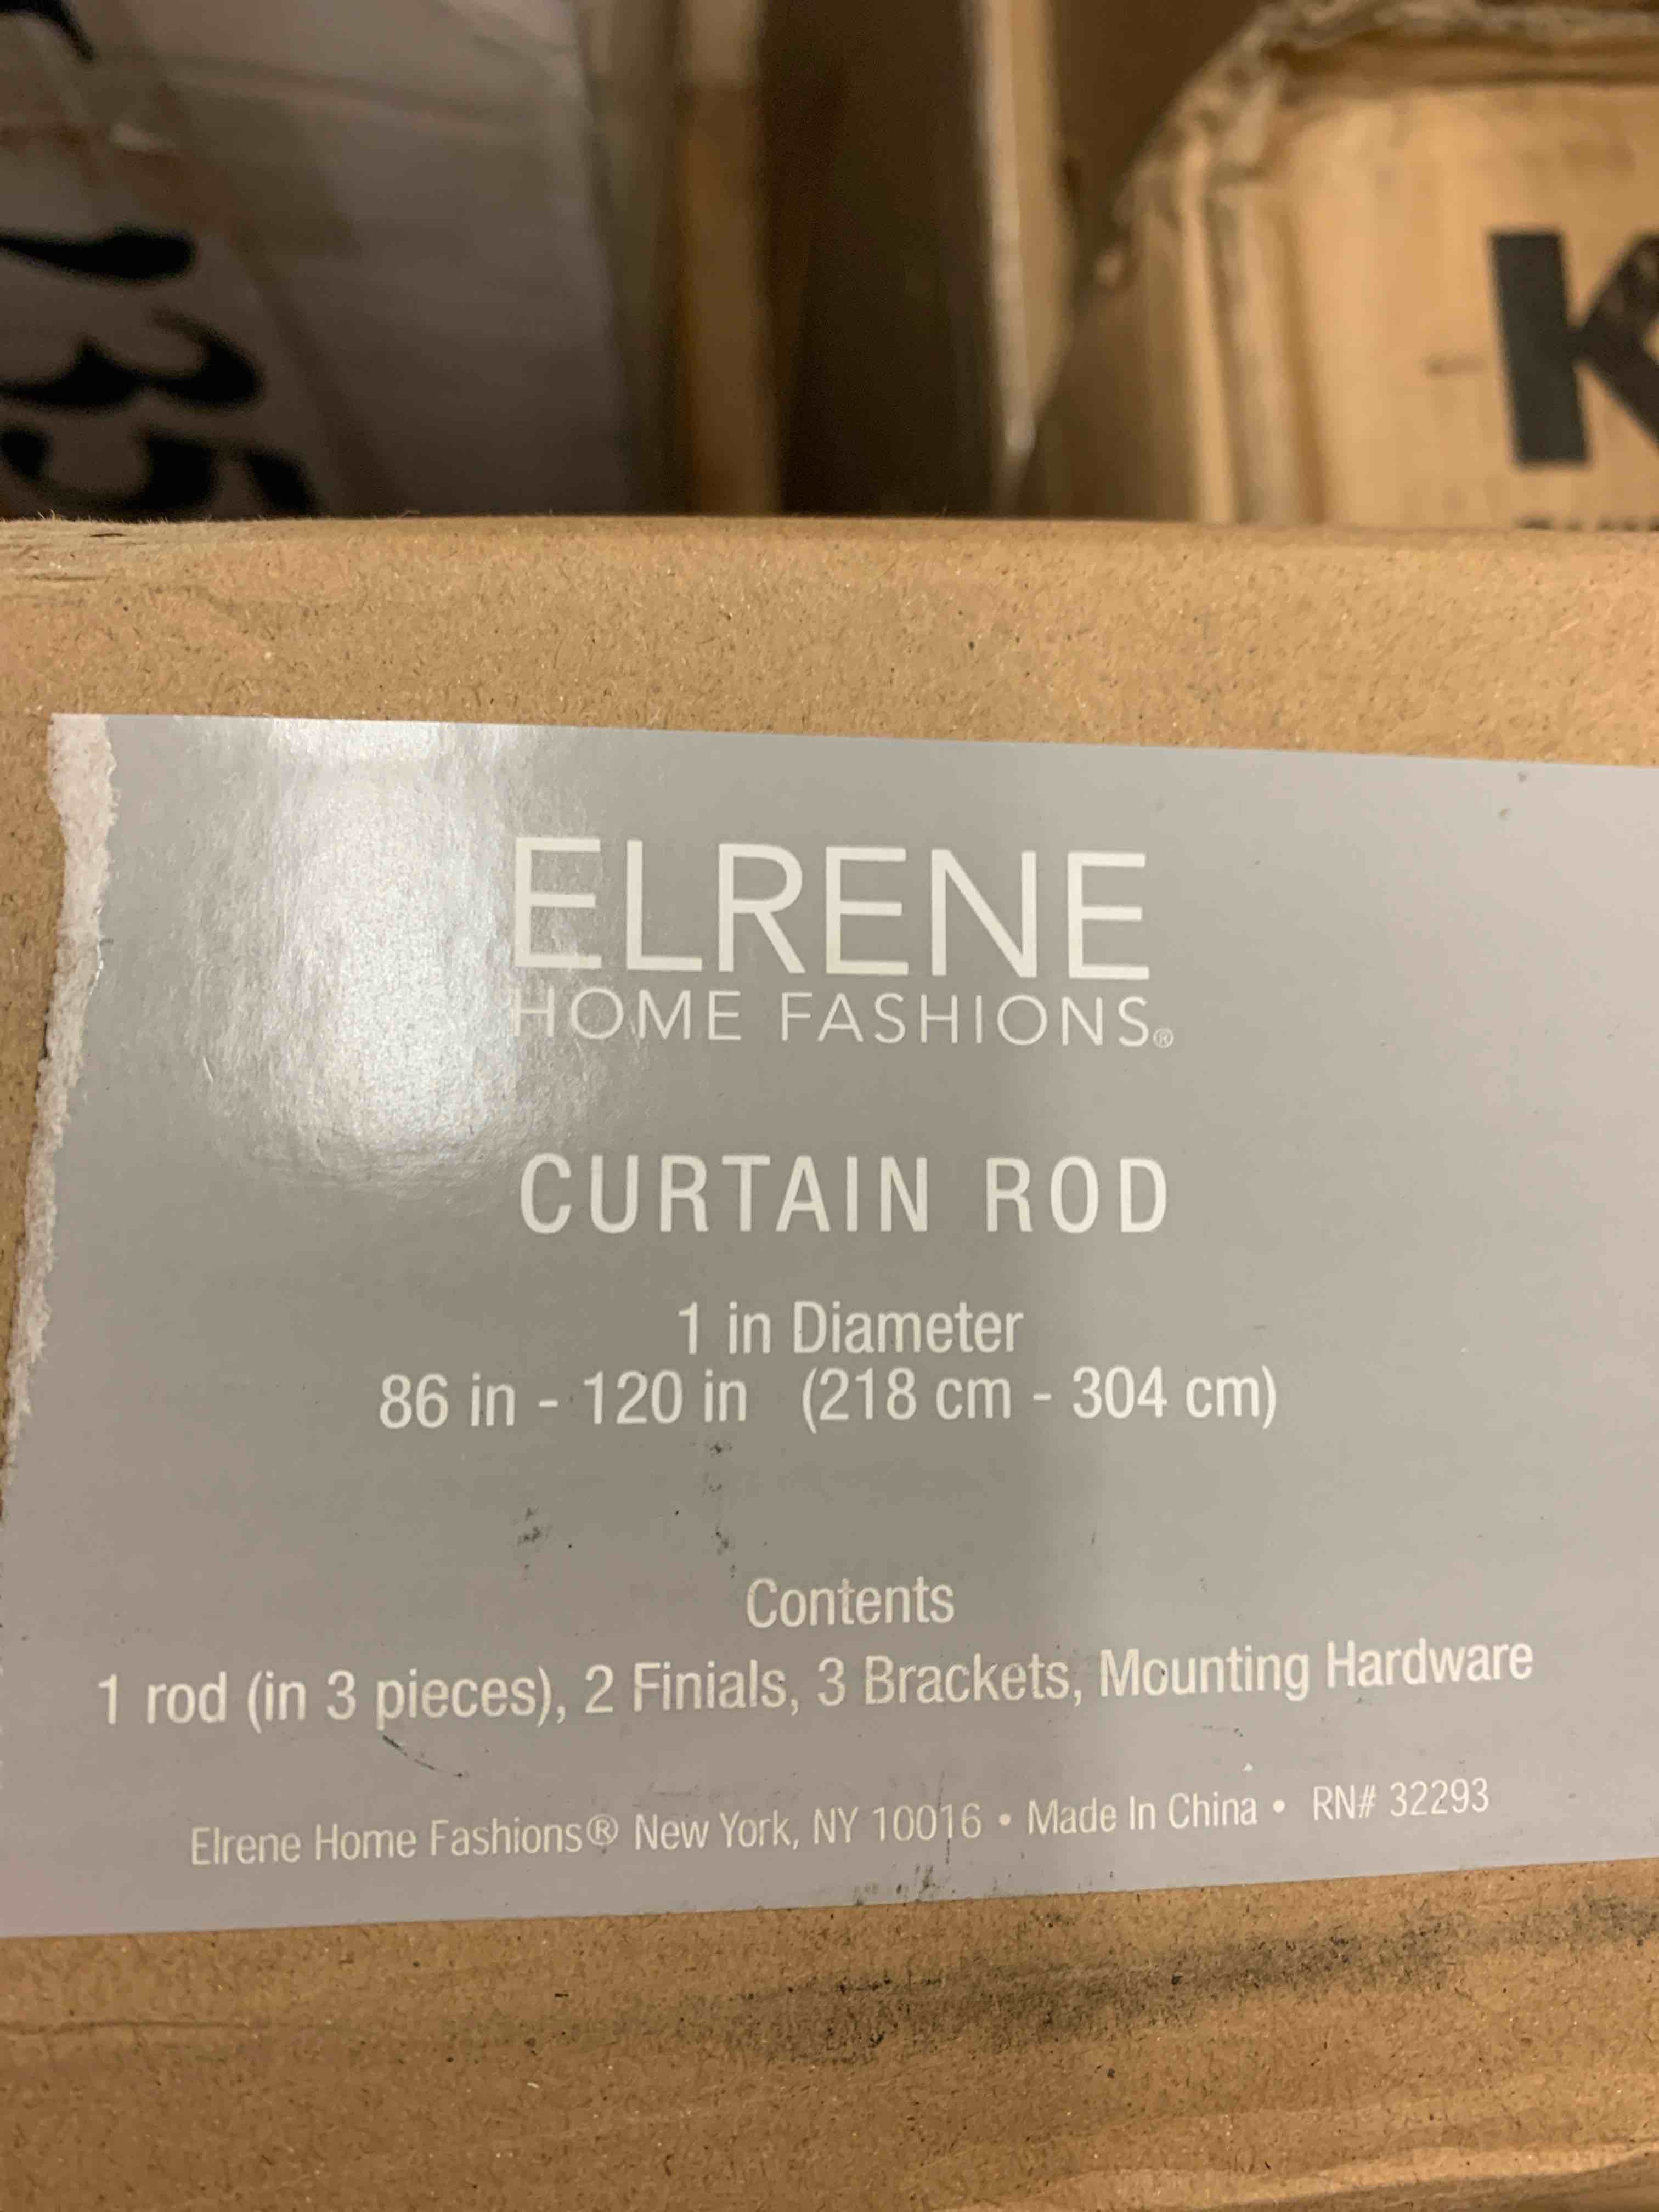 135
K
ELRENE
HOME FASHIONS®
CURTAIN ROD
1 in Diameter
86 in - 120 in (218 cm - 304 cm)
Contents
1 rod (in 3 pieces), 2 Finials, 3 Brackets, Mounting Hardware
Elrene Home Fashions® New York, NY 10016 • Made In China • RN# 32293